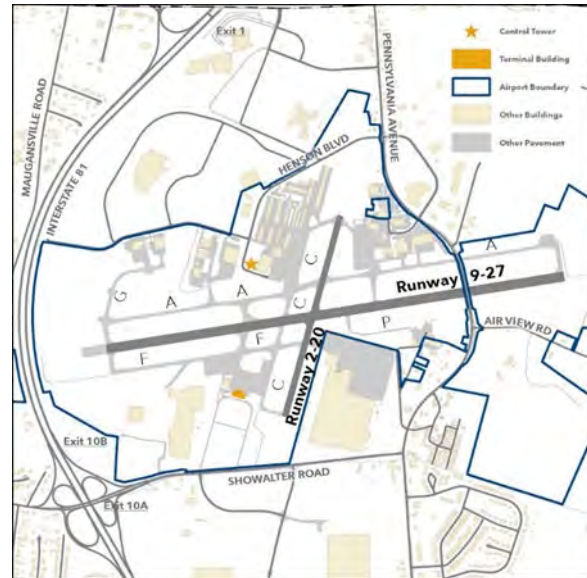 Exit 1
Control Tower
Terminal Building
Airport Boundary
Other Buildings
Other Pavement
PENNSYLVANIA AVENUE
MAUGANSVILLE ROAD
INTERSTATE 81
HENSON BLVD
A
Runway 9-27
G
A
A
C
C
C
F
F
P
AIR VIEW RD
C
Runway 2-20
Exit 10B
SHOWALTER ROAD
Exit 10A